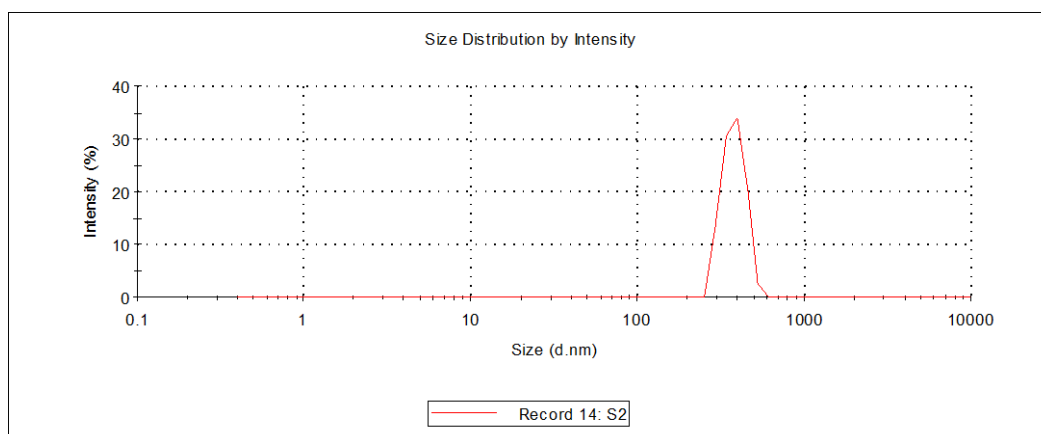 Size Distribution by Intensity
Intensity (%)
40
30
20
10
0
0.1 1 10 100 1000 10000
Size (d.nm)
Record 14: S2